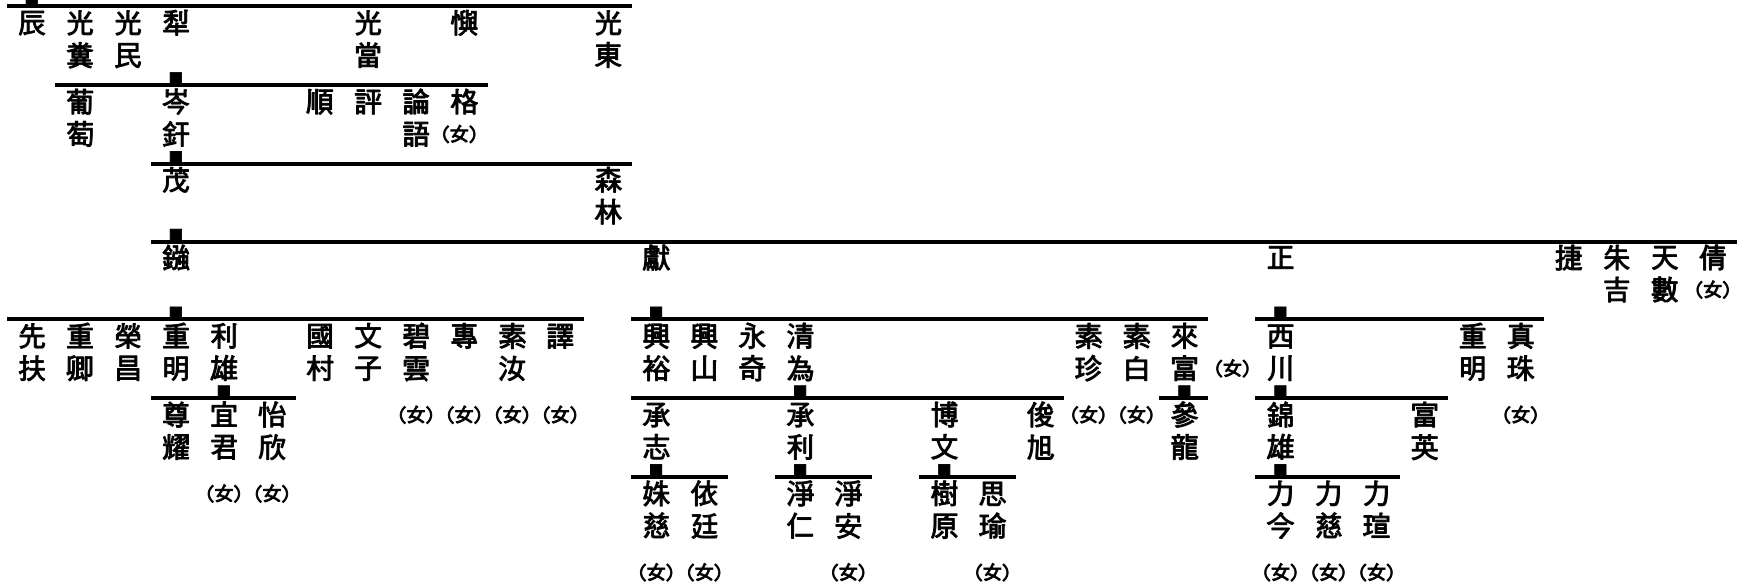 辰 光糞 光民 犁 光當 懙 光東
葡萄 岑釬 順 評 論語 格（女）
茂 森林
鏹 獻 正 捷 朱吉 天數 倩（女）
先扶 重卿 榮昌 重明 利雄 國村 文子 碧雲（女） 專（女） 素汝（女） 譯（女） 興裕 興山 永奇 清為 素珍（女） 素白（女） 來富（女） 西川 重明 真珠（女）
尊耀 宜君（女） 怡欣（女） 承志 承利 博文 俊旭 參龍 錦雄 富英
姝慈（女） 依廷（女） 淨仁 淨安（女） 樹原 思瑜（女） 力今（女） 力慈（女） 力瑄（女）